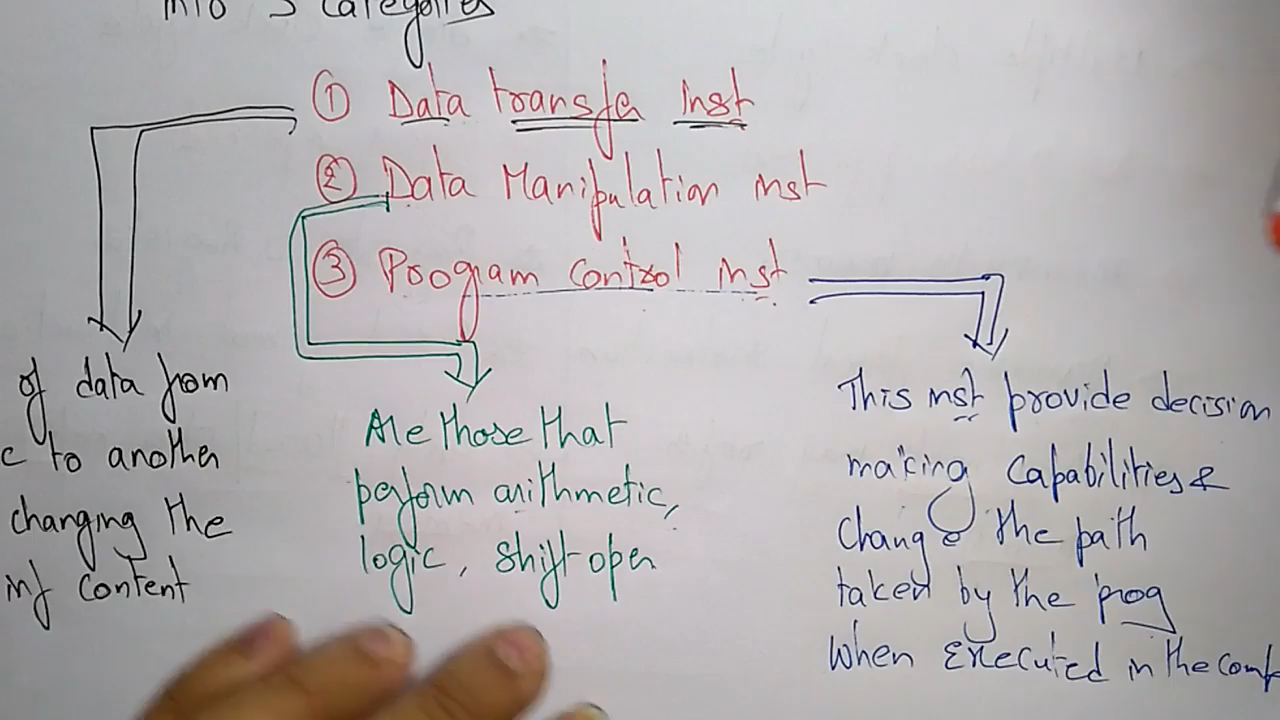 into 3 Categories
① Data transfer inst
② Data Manipulation inst
③ Program control inst
of data from
c to another
changing the
inf content
Are those that
perform arithmetic,
logic, shift oper
This inst provide decision
making Capabilities &
change the path
taken by the prog
when Executed in the comp